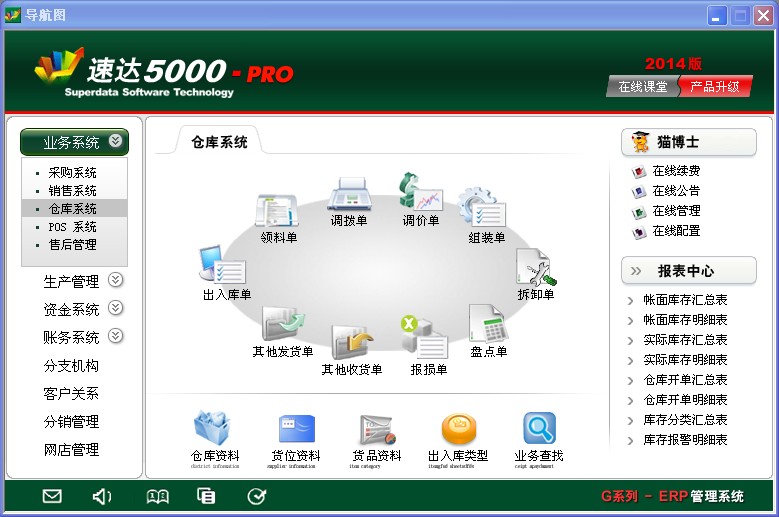 导航图
速达5000-PRO
Superdata Software Technology
2014版
在线课堂 产品升级
业务系统
采购系统
销售系统
仓库系统
POS 系统
售后管理
生产管理
资金系统
账务系统
分支机构
客户关系
分销管理
网店管理
仓库系统
领料单
调拨单
调价单
组装单
出入库单
拆卸单
其他发货单
其他收货单
报损单
盘点单
仓库资料
district information
货位资料
supplier information
货品资料
item category
出入库类型
业务查找
猫博士
在线续费
在线公告
在线管理
在线配置
报表中心
帐面库存汇总表
帐面库存明细表
实际库存汇总表
实际库存明细表
仓库开单汇总表
仓库开单明细表
库存分类汇总表
库存报警明细表
G系列 - ERP管理系统